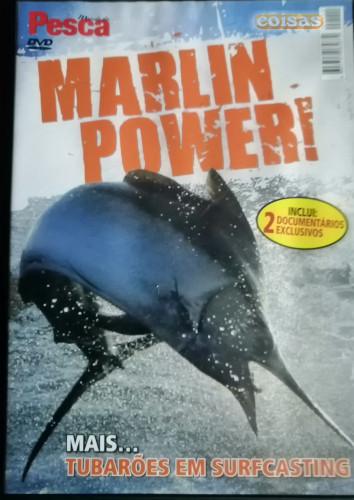 Pesca
DVD
coisas
MARLIN
POWER!
INCLUI:
2 DOCUMENTÁRIOS
EXCLUSIVOS
MAIS...
TUBARÕES EM SURFCASTING